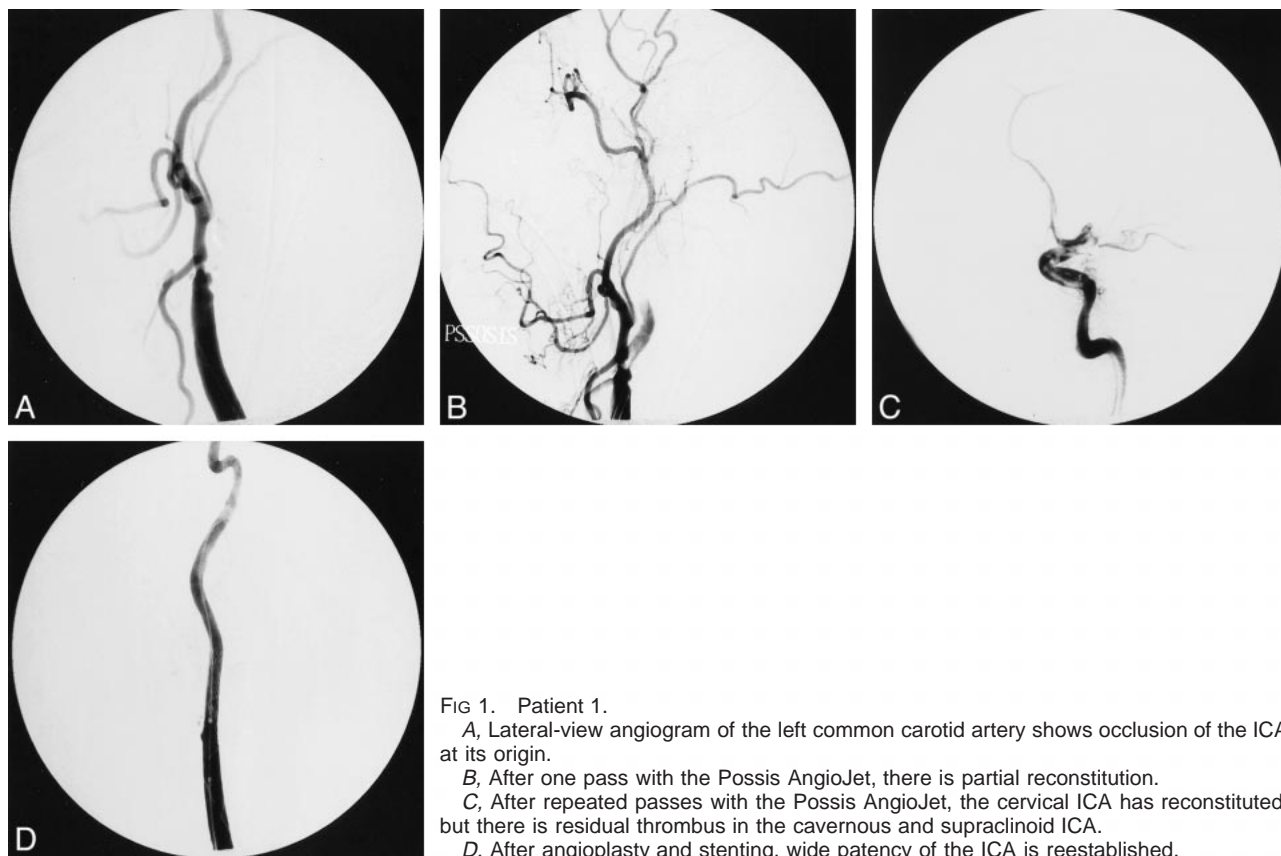 A
B
C
PSSOSIS
D
FIG 1. Patient 1.
A, Lateral-view angiogram of the left common carotid artery shows occlusion of the ICA
at its origin.
B, After one pass with the Possis AngioJet, there is partial reconstitution.
C, After repeated passes with the Possis AngioJet, the cervical ICA has reconstituted,
but there is residual thrombus in the cavernous and supraclinoid ICA.
D, After angioplasty and stenting, wide patency of the ICA is reestablished.